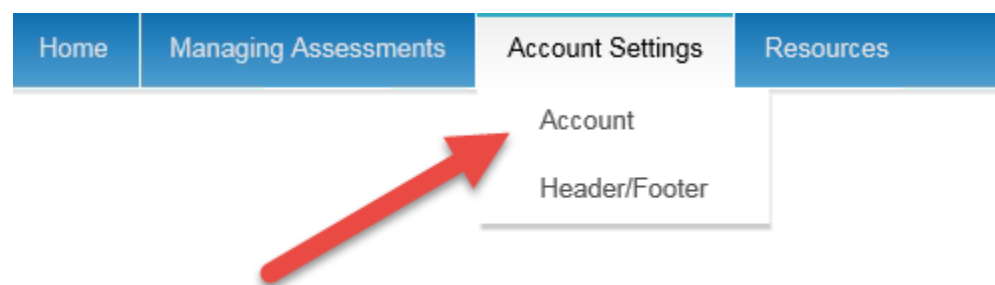 Home Managing Assessments Account Settings Resources
Account
Header/Footer